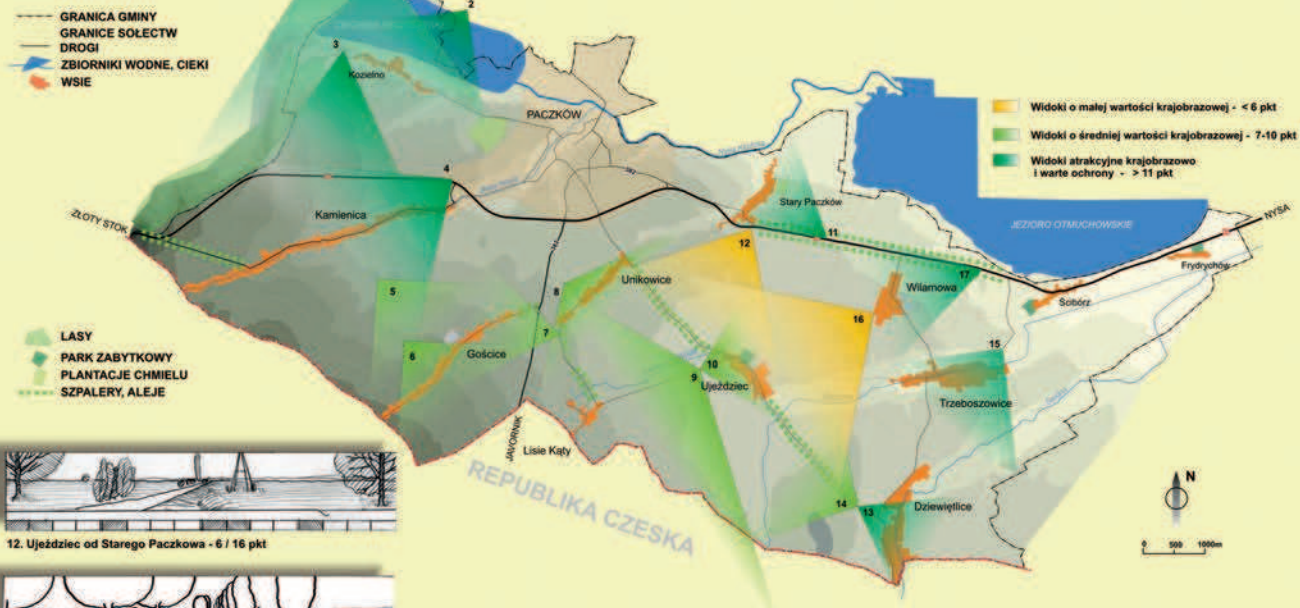 GRANICA GMINY
GRANICE SOŁECTW
DROGI
ZBIORNIKI WODNE, CIEKI
WSIE
2
3
Kozielno
PACZKÓW
382
4
Kamienica
ZŁOTY STOK
Stary Paczków
11
12
JEZIORO OTMUCHOWSKIE
NYSA
Frydrychów
Widoki o małej wartości krajobrazowej - < 6 pkt
Widoki o średniej wartości krajobrazowej - 7-10 pkt
Widoki atrakcyjne krajobrazowo
i warte ochrony - > 11 pkt
17
Wilamowa
Sobórz
Unikowice
5
8
16
7
6
Gościce
15
10
9
Ujeździec
Trzeboszowice
LASY
PARK ZABYTKOWY
PLANTACJE CHMIELU
SZPALERY, ALEJE
JAVORNIK
Lisie Kąty
REPUBLIKA CZESKA
14
13
Dziewiętlice
N
0 500 1000m
12. Ujeździec od Starego Paczkowa - 6 / 16 pkt